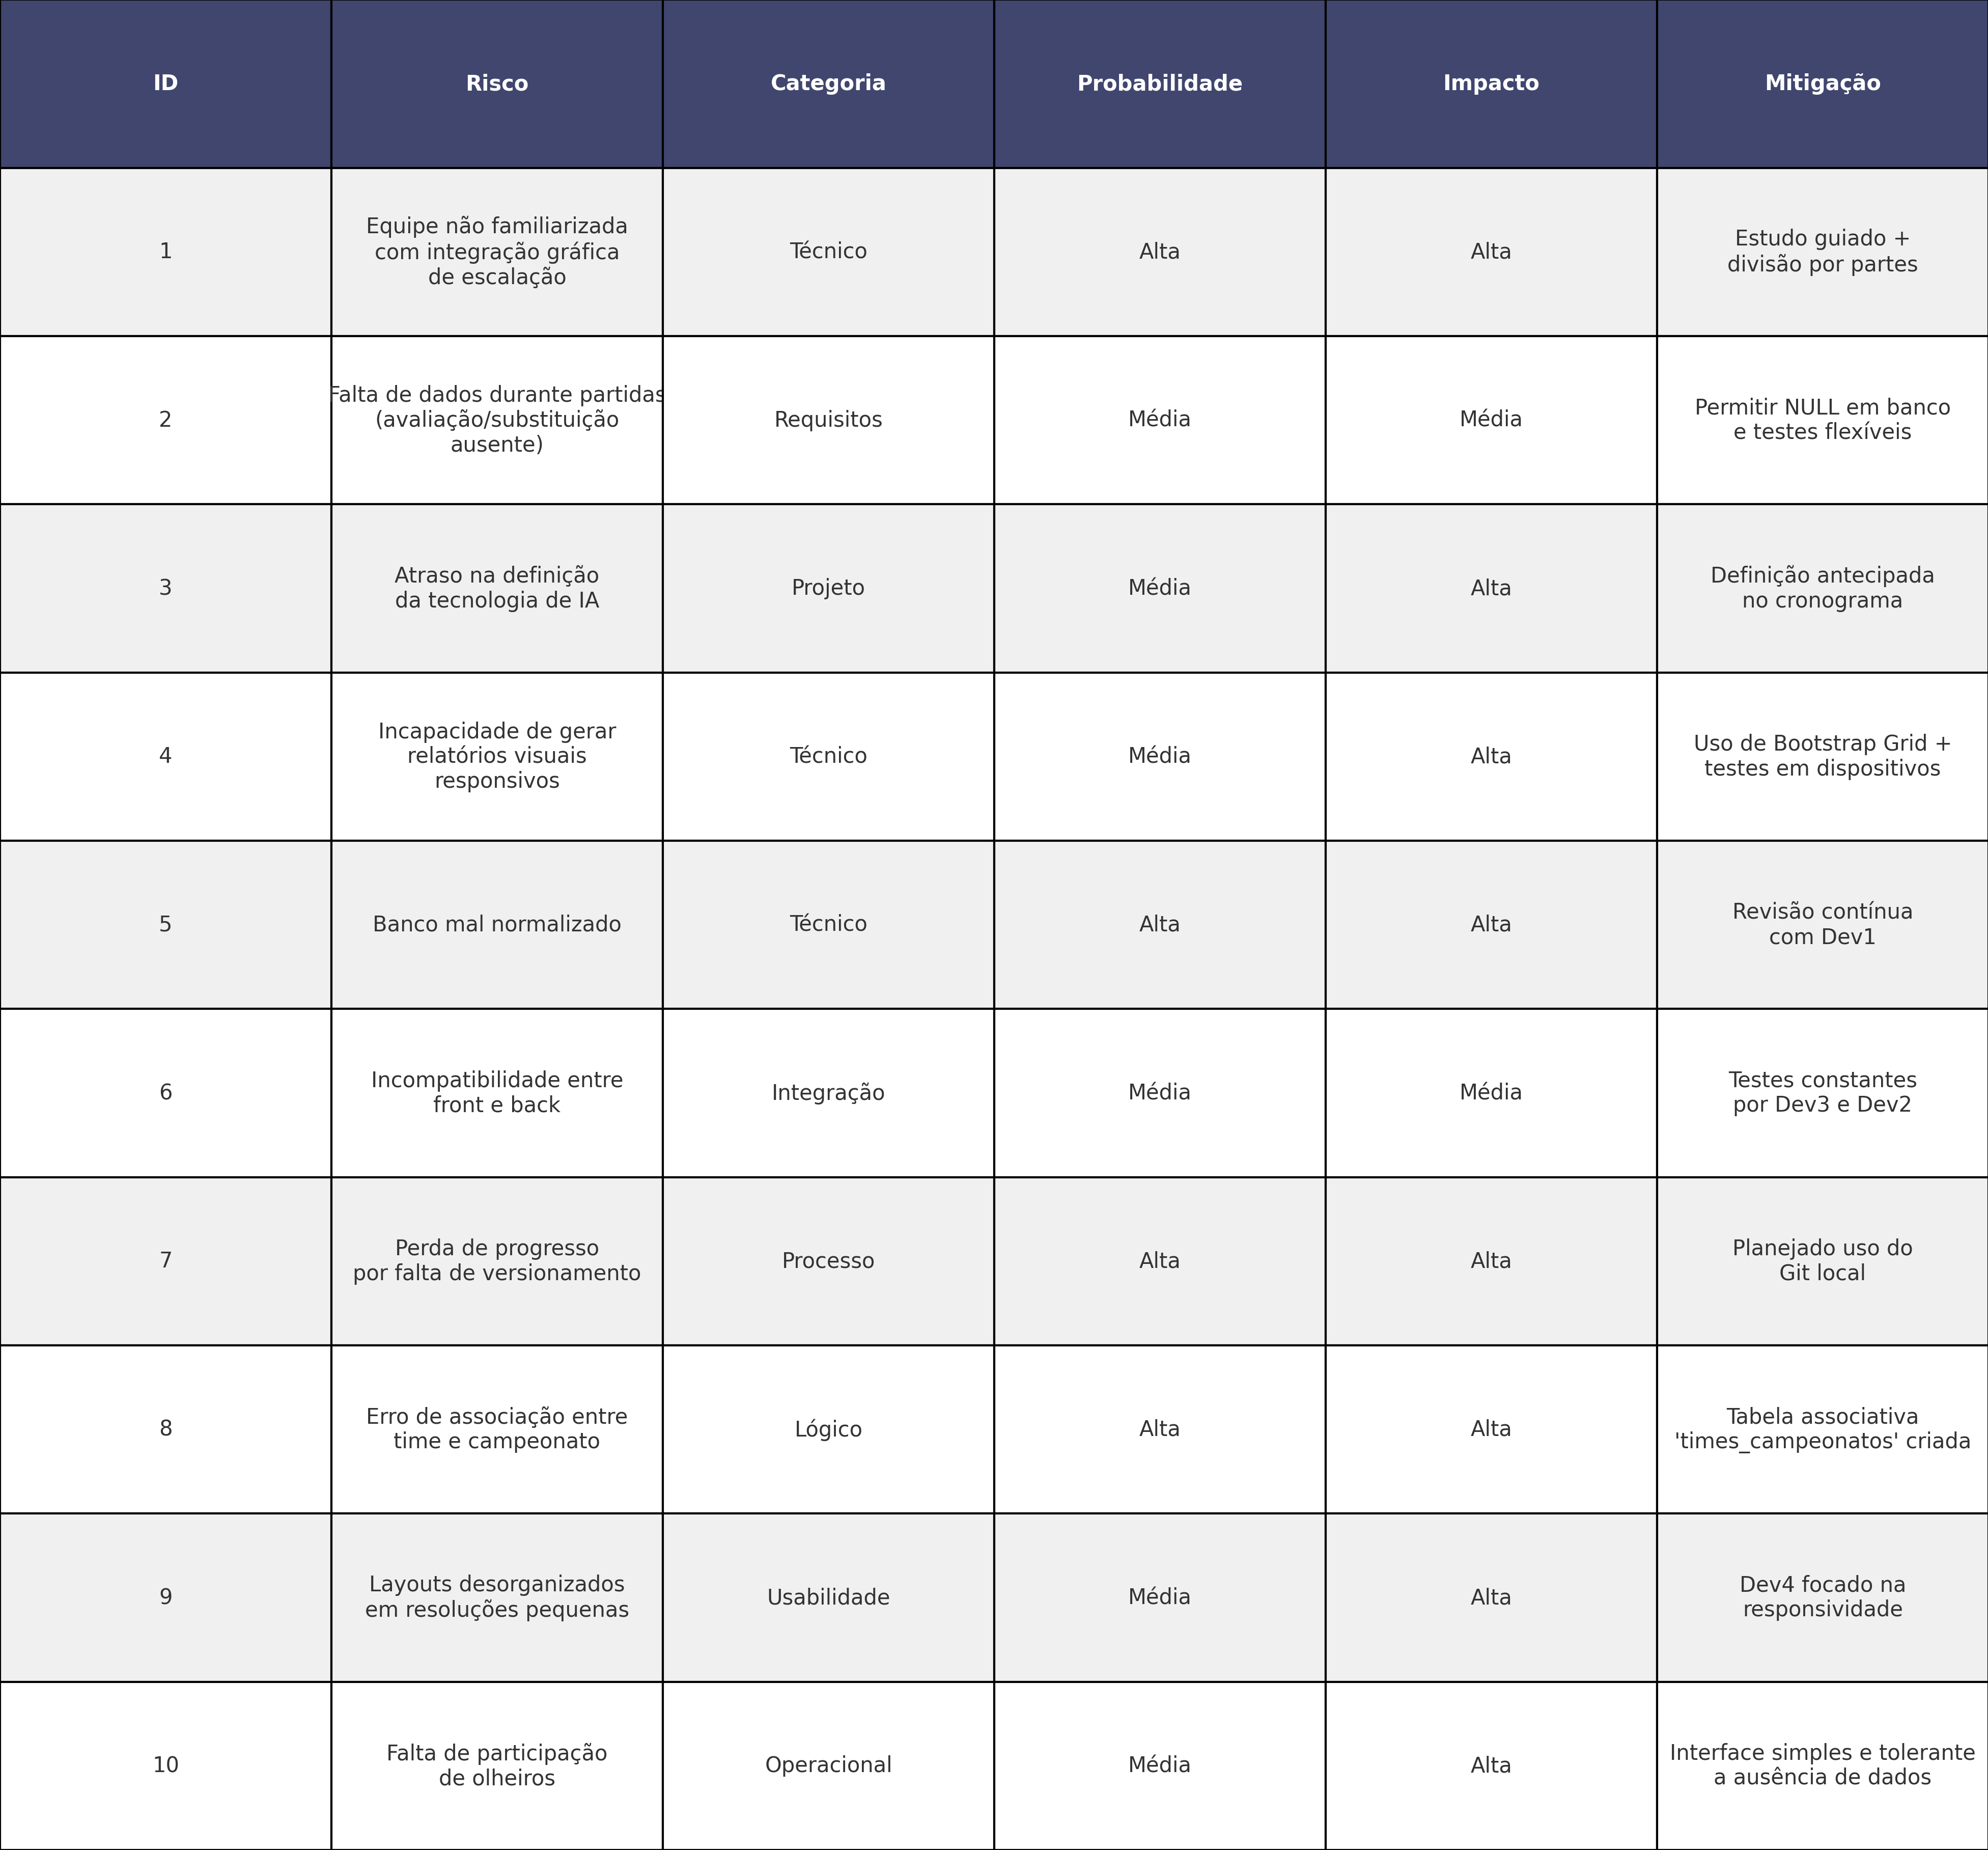 ID Risco Categoria Probabilidade Impacto Mitigação
1
Equipe não familiarizada
com integração gráfica
de escalação
Técnico
Alta
Alta
Estudo guiado +
divisão por partes
2
Falta de dados durante partidas
(avaliação/substituição
ausente)
Requisitos
Média
Média
Permitir NULL em banco
e testes flexíveis
3
Atraso na definição
da tecnologia de IA
Projeto
Média
Alta
Definição antecipada
no cronograma
4
Incapacidade de gerar
relatórios visuais
responsivos
Técnico
Média
Alta
Uso de Bootstrap Grid +
testes em dispositivos
5
Banco mal normalizado
Técnico
Alta
Alta
Revisão contínua
com Dev1
6
Incompatibilidade entre
front e back
Integração
Média
Média
Testes constantes
por Dev3 e Dev2
7
Perda de progresso
por falta de versionamento
Processo
Alta
Alta
Planejado uso do
Git local
8
Erro de associação entre
time e campeonato
Lógico
Alta
Alta
Tabela associativa
'times_campeonatos' criada
9
Layouts desorganizados
em resoluções pequenas
Usabilidade
Média
Alta
Dev4 focado na
responsividade
10
Falta de participação
de olheiros
Operacional
Média
Alta
Interface simples e tolerante
a ausência de dados